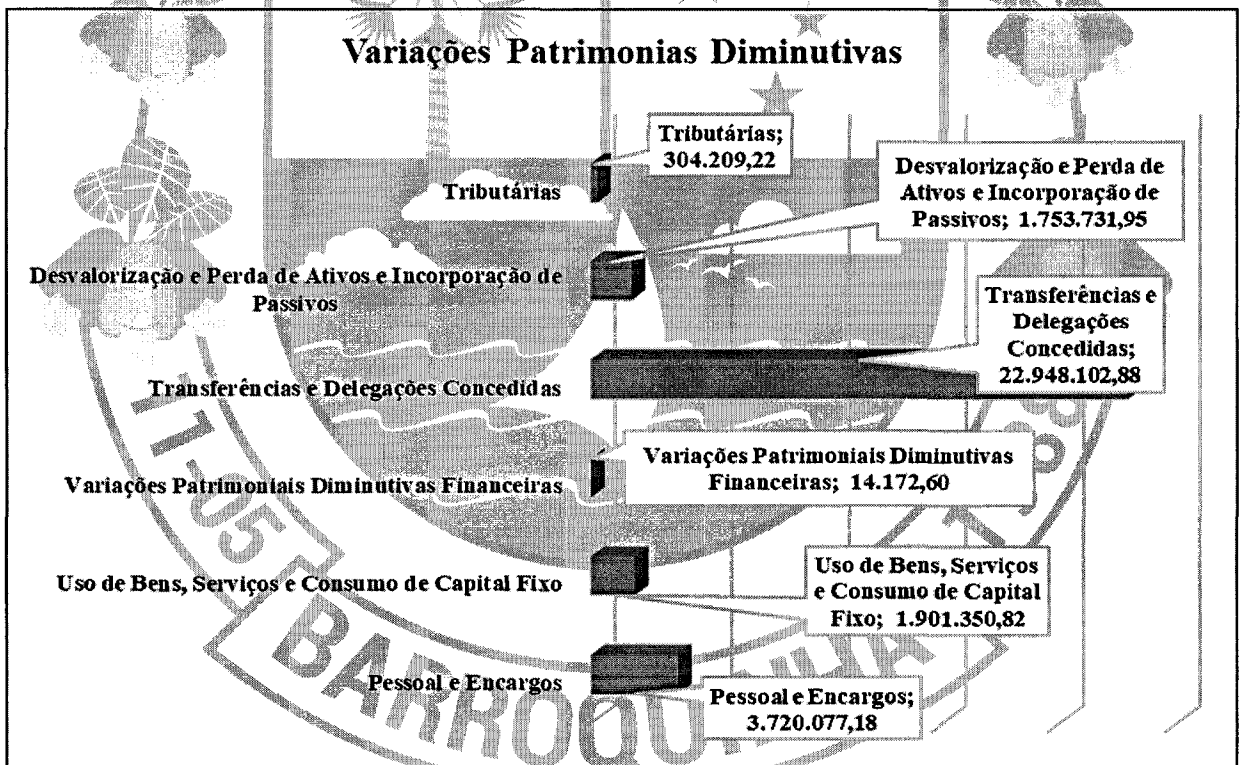 Variações Patrimonias Diminutivas
Tributárias;
304.209,22
Tributárias
Desvalorização e Perda de
Ativos e Incorporação de
Passivos; 1.753.731,95
Desvalorização e Perda de Ativos e Incorporação de
Passivos
Transferências e
Delegações
Concedidas;
22.948.102,88
Transferências e Delegações Concedidas
Variações Patrimoniais Diminutivas
Financeiras; 14.172,60
Variações Patrimoniais Diminutivas Financeiras
Uso de Bens, Serviços
e Consumo de Capital
Fixo; 1.901.350,82
Uso de Bens, Serviços e Consumo de Capital Fixo
Pessoal e Encargos
Pessoal e Encargos;
3.720.077,18
11-05